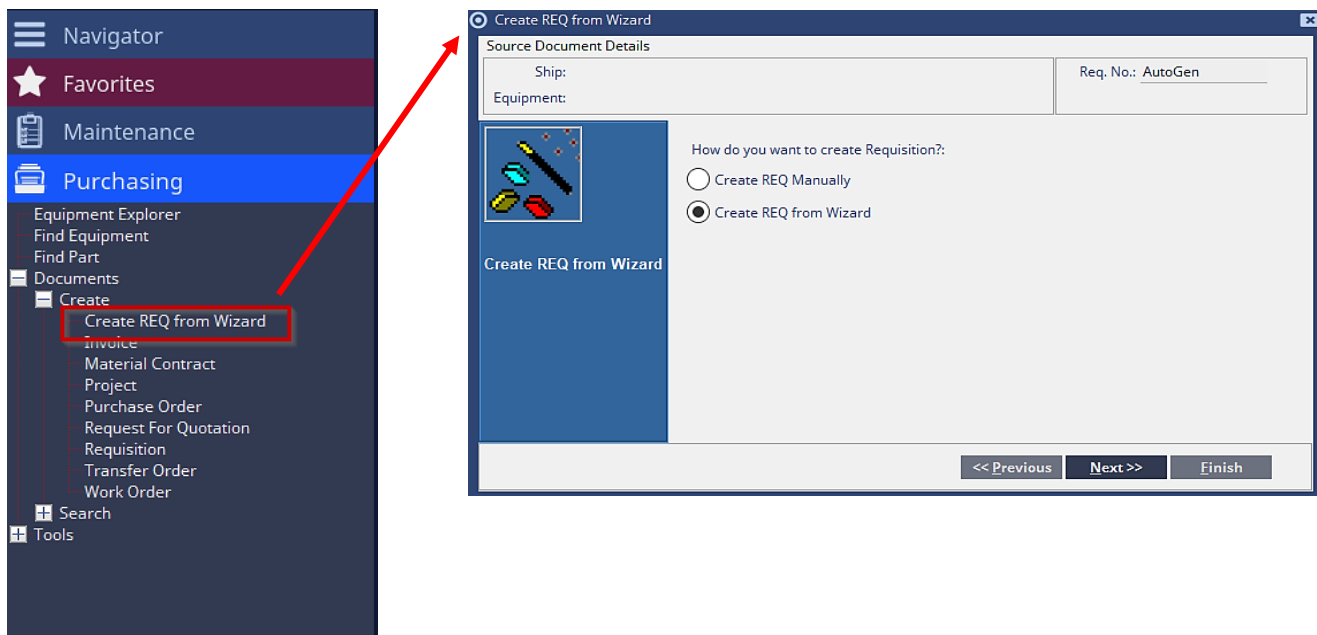 Navigator
Favorites
Maintenance
Purchasing
Equipment Explorer
Find Equipment
Find Part
Documents
Create
Create REQ from Wizard
Invoice
Material Contract
Project
Purchase Order
Request For Quotation
Requisition
Transfer Order
Work Order
Search
Tools
Create REQ from Wizard
Source Document Details
Ship:
Req. No.: AutoGen
Equipment:
How do you want to create Requisition?:
Create REQ Manually
Create REQ from Wizard
Create REQ from Wizard
<< Previous Next >> Finish